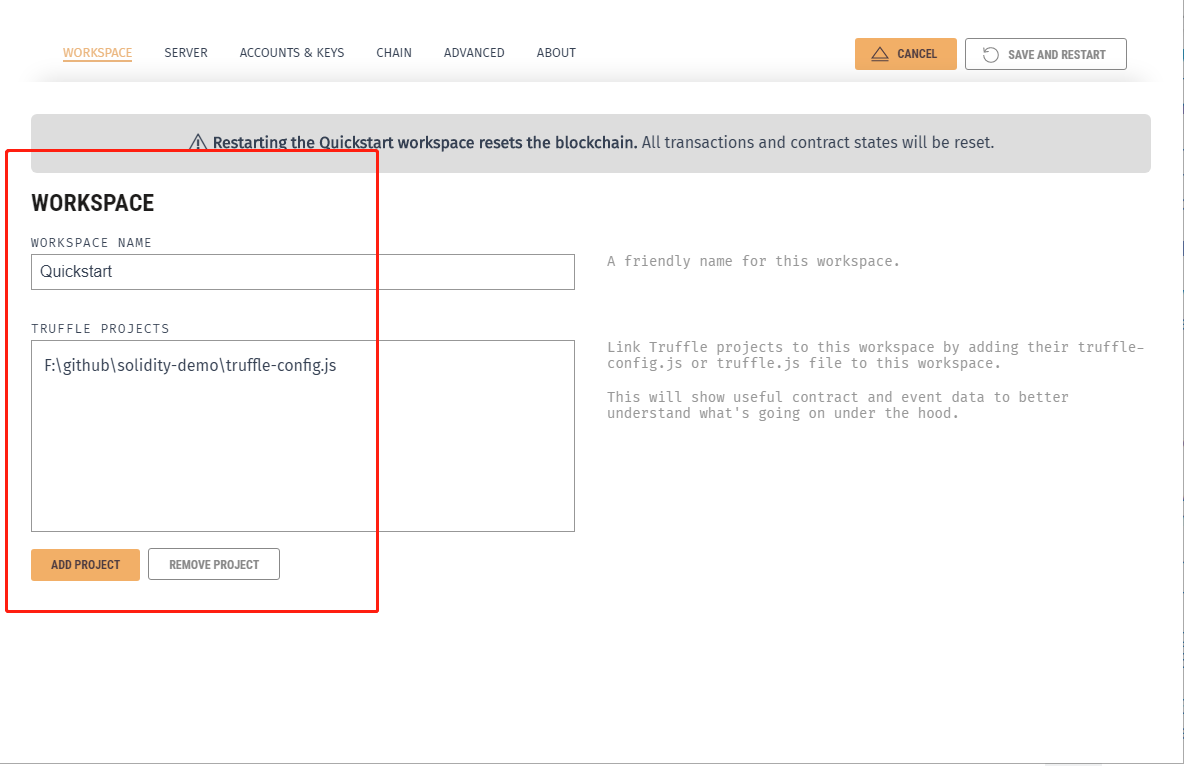 WORKSPACE SERVER ACCOUNTS & KEYS CHAIN ADVANCED ABOUT CANCEL SAVE AND RESTART
Restarting the Quickstart workspace resets the blockchain. All transactions and contract states will be reset.
WORKSPACE
WORKSPACE NAME
Quickstart
A friendly name for this workspace.
TRUFFLE PROJECTS
F:\github\solidity-demo\truffle-config.js
Link Truffle projects to this workspace by adding their truffle-
config.js or truffle.js file to this workspace.
This will show useful contract and event data to better
understand what's going on under the hood.
ADD PROJECT REMOVE PROJECT